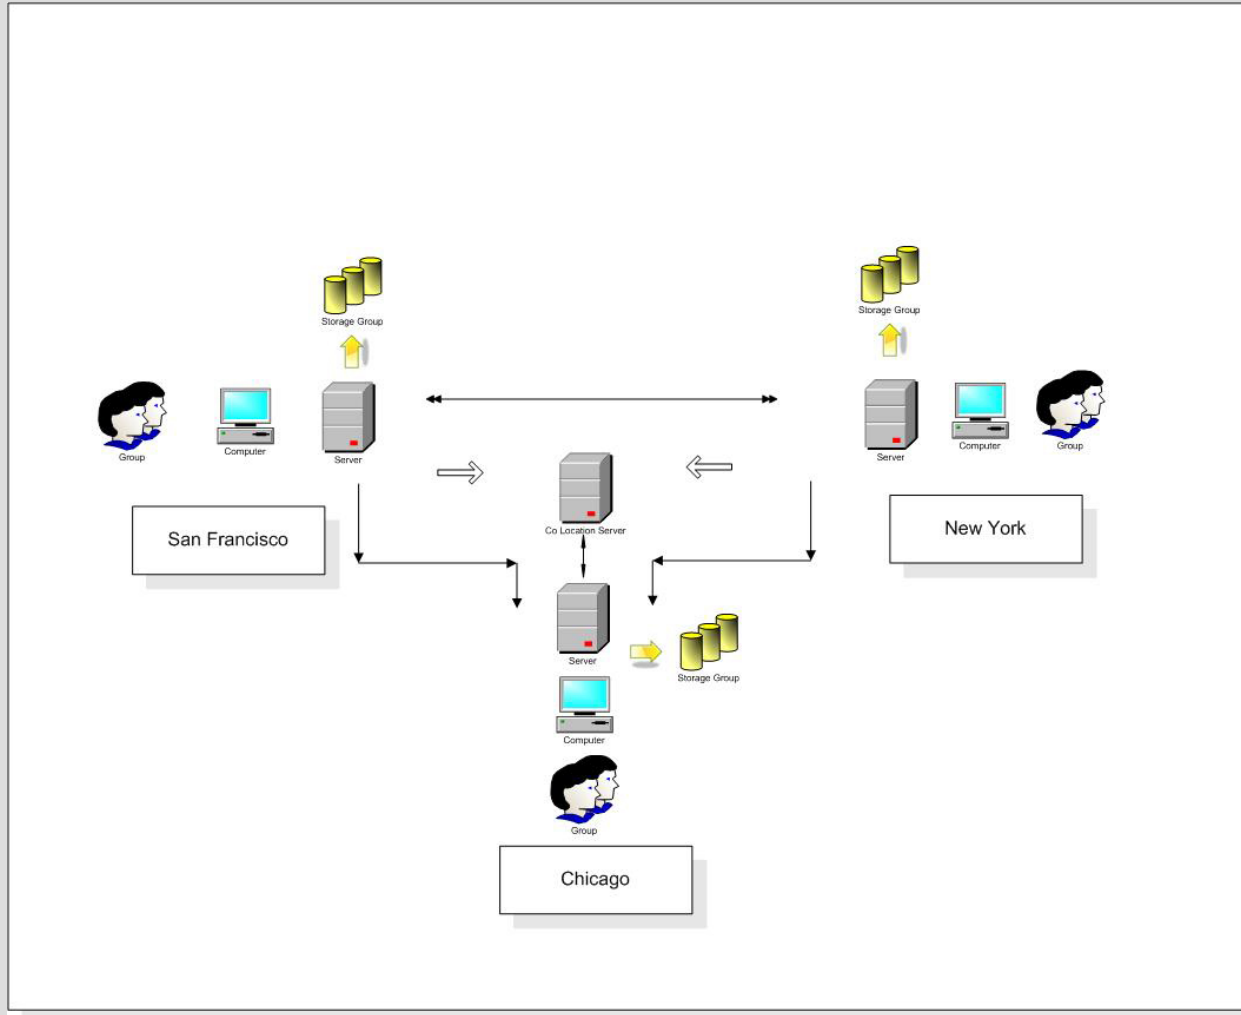 Storage Group
Storage Group
Group
Computer
Server
Server
Computer
Group
San Francisco
Co Location Server
New York
Server
Storage Group
Computer
Group
Chicago